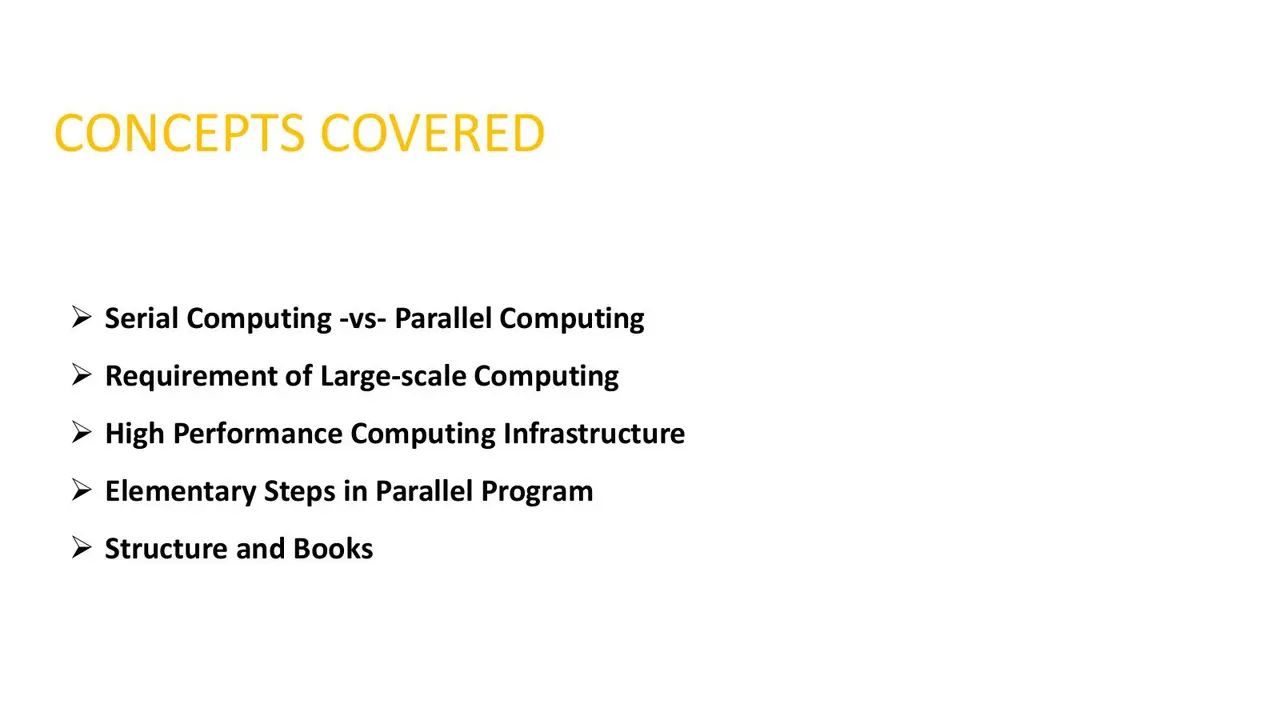 CONCEPTS COVERED
➢ Serial Computing -vs- Parallel Computing
➢ Requirement of Large-scale Computing
➢ High Performance Computing Infrastructure
➢ Elementary Steps in Parallel Program
➢ Structure and Books